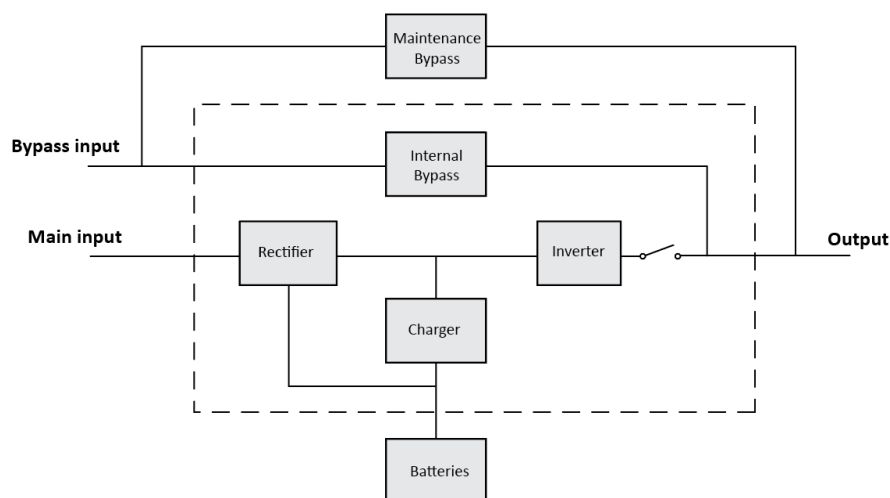 Maintenance
Bypass
Bypass input
Internal
Bypass
Main input
Rectifier
Inverter
Output
Charger
Batteries